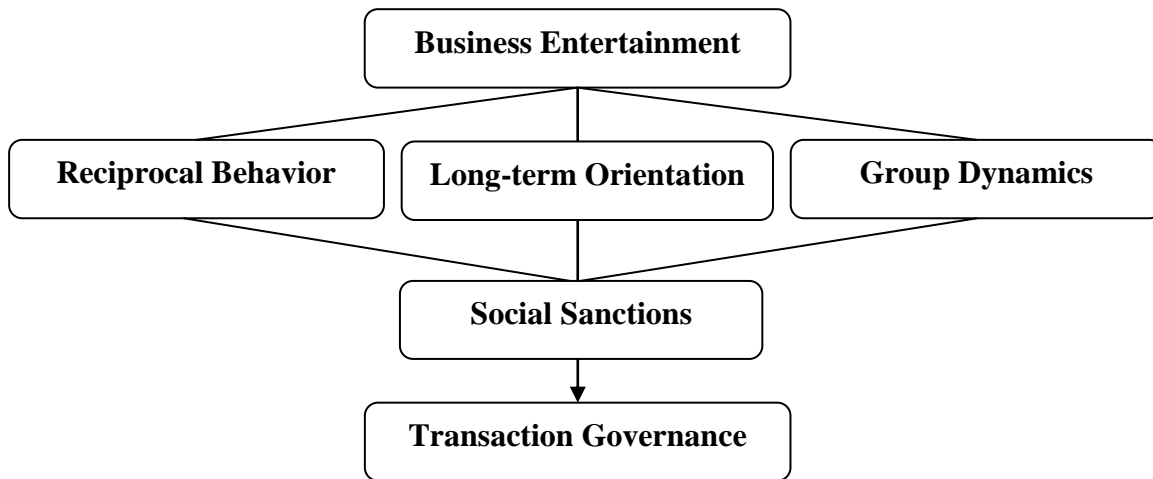 Business Entertainment
Reciprocal Behavior
Long-term Orientation
Group Dynamics
Social Sanctions
Transaction Governance